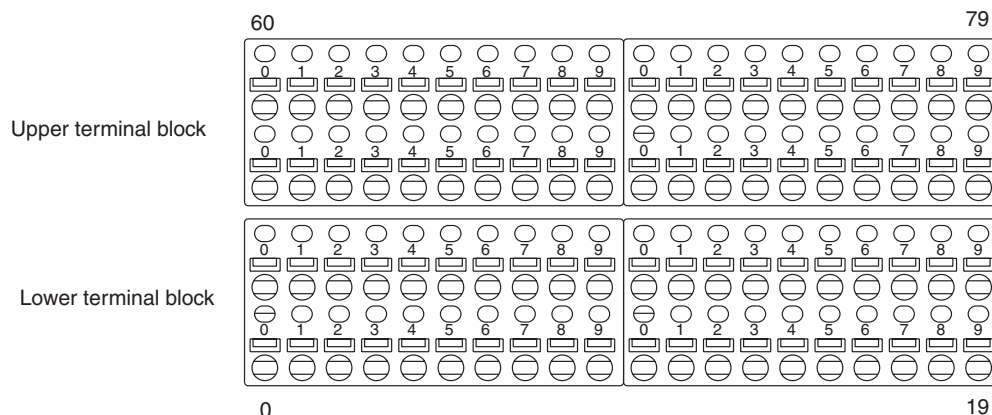 60 79
0 1 2 3 4 5 6 7 8 9 0 1 2 3 4 5 6 7 8 9
Upper terminal block
0 1 2 3 4 5 6 7 8 9 0 1 2 3 4 5 6 7 8 9
0 1 2 3 4 5 6 7 8 9 0 1 2 3 4 5 6 7 8 9
Lower terminal block
0 1 2 3 4 5 6 7 8 9 0 1 2 3 4 5 6 7 8 9
0 19